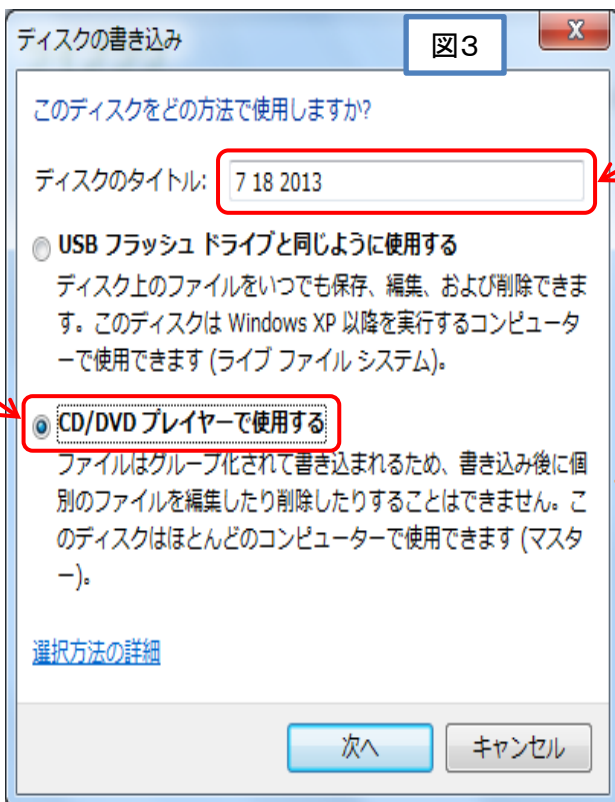 ディスクの書き込み
図3
このディスクをどの方法で使用しますか?
ディスクのタイトル: 7 18 2013
USB フラッシュ ドライブと同じように使用する
ディスク上のファイルをいつでも保存、編集、および削除できま
す。このディスクは Windows XP 以降を実行するコンピュータ
ーで使用できます (ライブ ファイル システム)。
CD/DVD プレイヤーで使用する
ファイルはグループ化されて書き込まれるため、書き込み後に個
別のファイルを編集したり削除したりすることはできません。こ
のディスクはほとんどのコンピューターで使用できます (マスタ
ー)。
選択方法の詳細
次へ
キャンセル